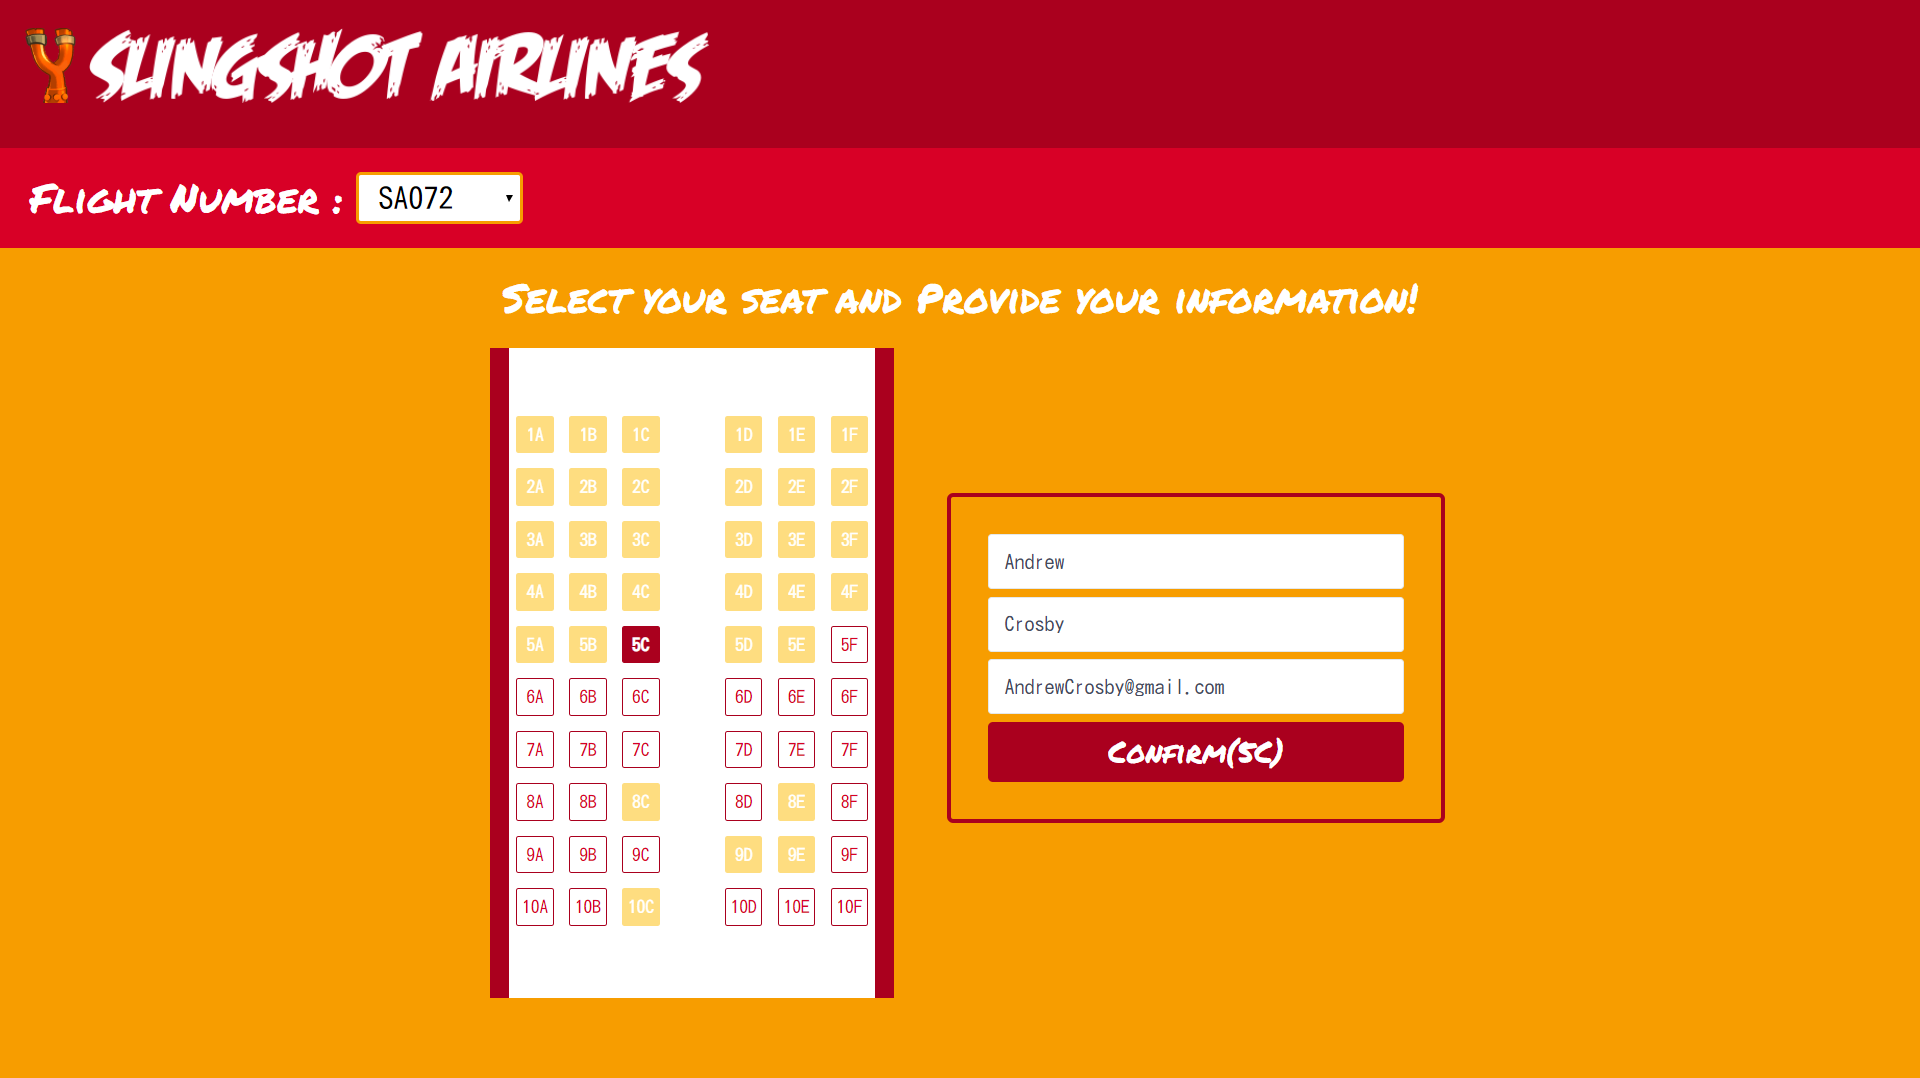 SLINGSHOT AIRLINES
Flight Number : SA072
Select your seat and Provide your information!
1A 1B 1C 1D 1E 1F
2A 2B 2C 2D 2E 2F
3A 3B 3C 3D 3E 3F
4A 4B 4C 4D 4E 4F
5A 5B 5C 5D 5E 5F
6A 6B 6C 6D 6E 6F
7A 7B 7C 7D 7E 7F
8A 8B 8C 8D 8E 8F
9A 9B 9C 9D 9E 9F
10A 10B 10C 10D 10E 10F
Andrew
Crosby
AndrewCrosby@gmail.com
Confirm(5C)